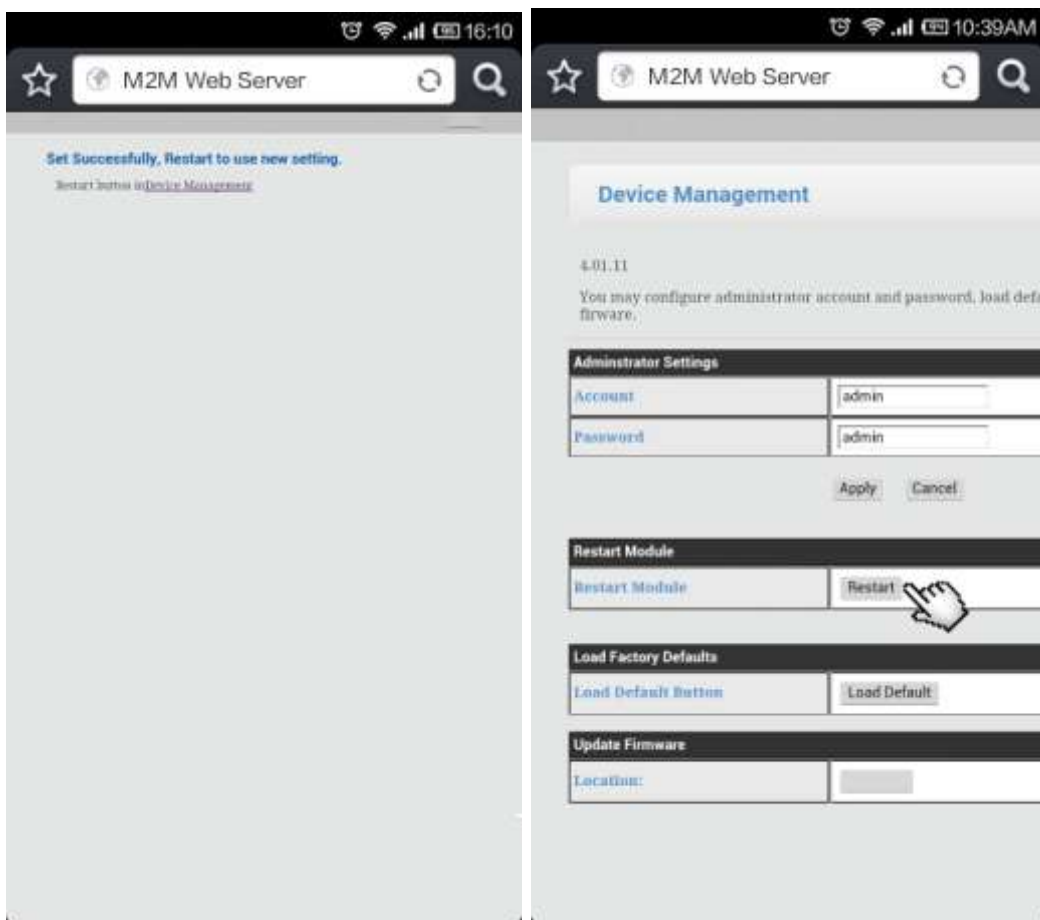 16:10
M2M Web Server
Set Successfully, Restart to use new setting.
Restart button in Device Management
10:39AM
M2M Web Server
Device Management
4.01.11
You may configure administrator account and password, load defa
firware.
Adminstrator Settings
Account
admin
Password
admin
Apply Cancel
Restart Module
Restart Module
Restart
Load Factory Defaults
Load Default Button
Load Default
Update Firmware
Location: